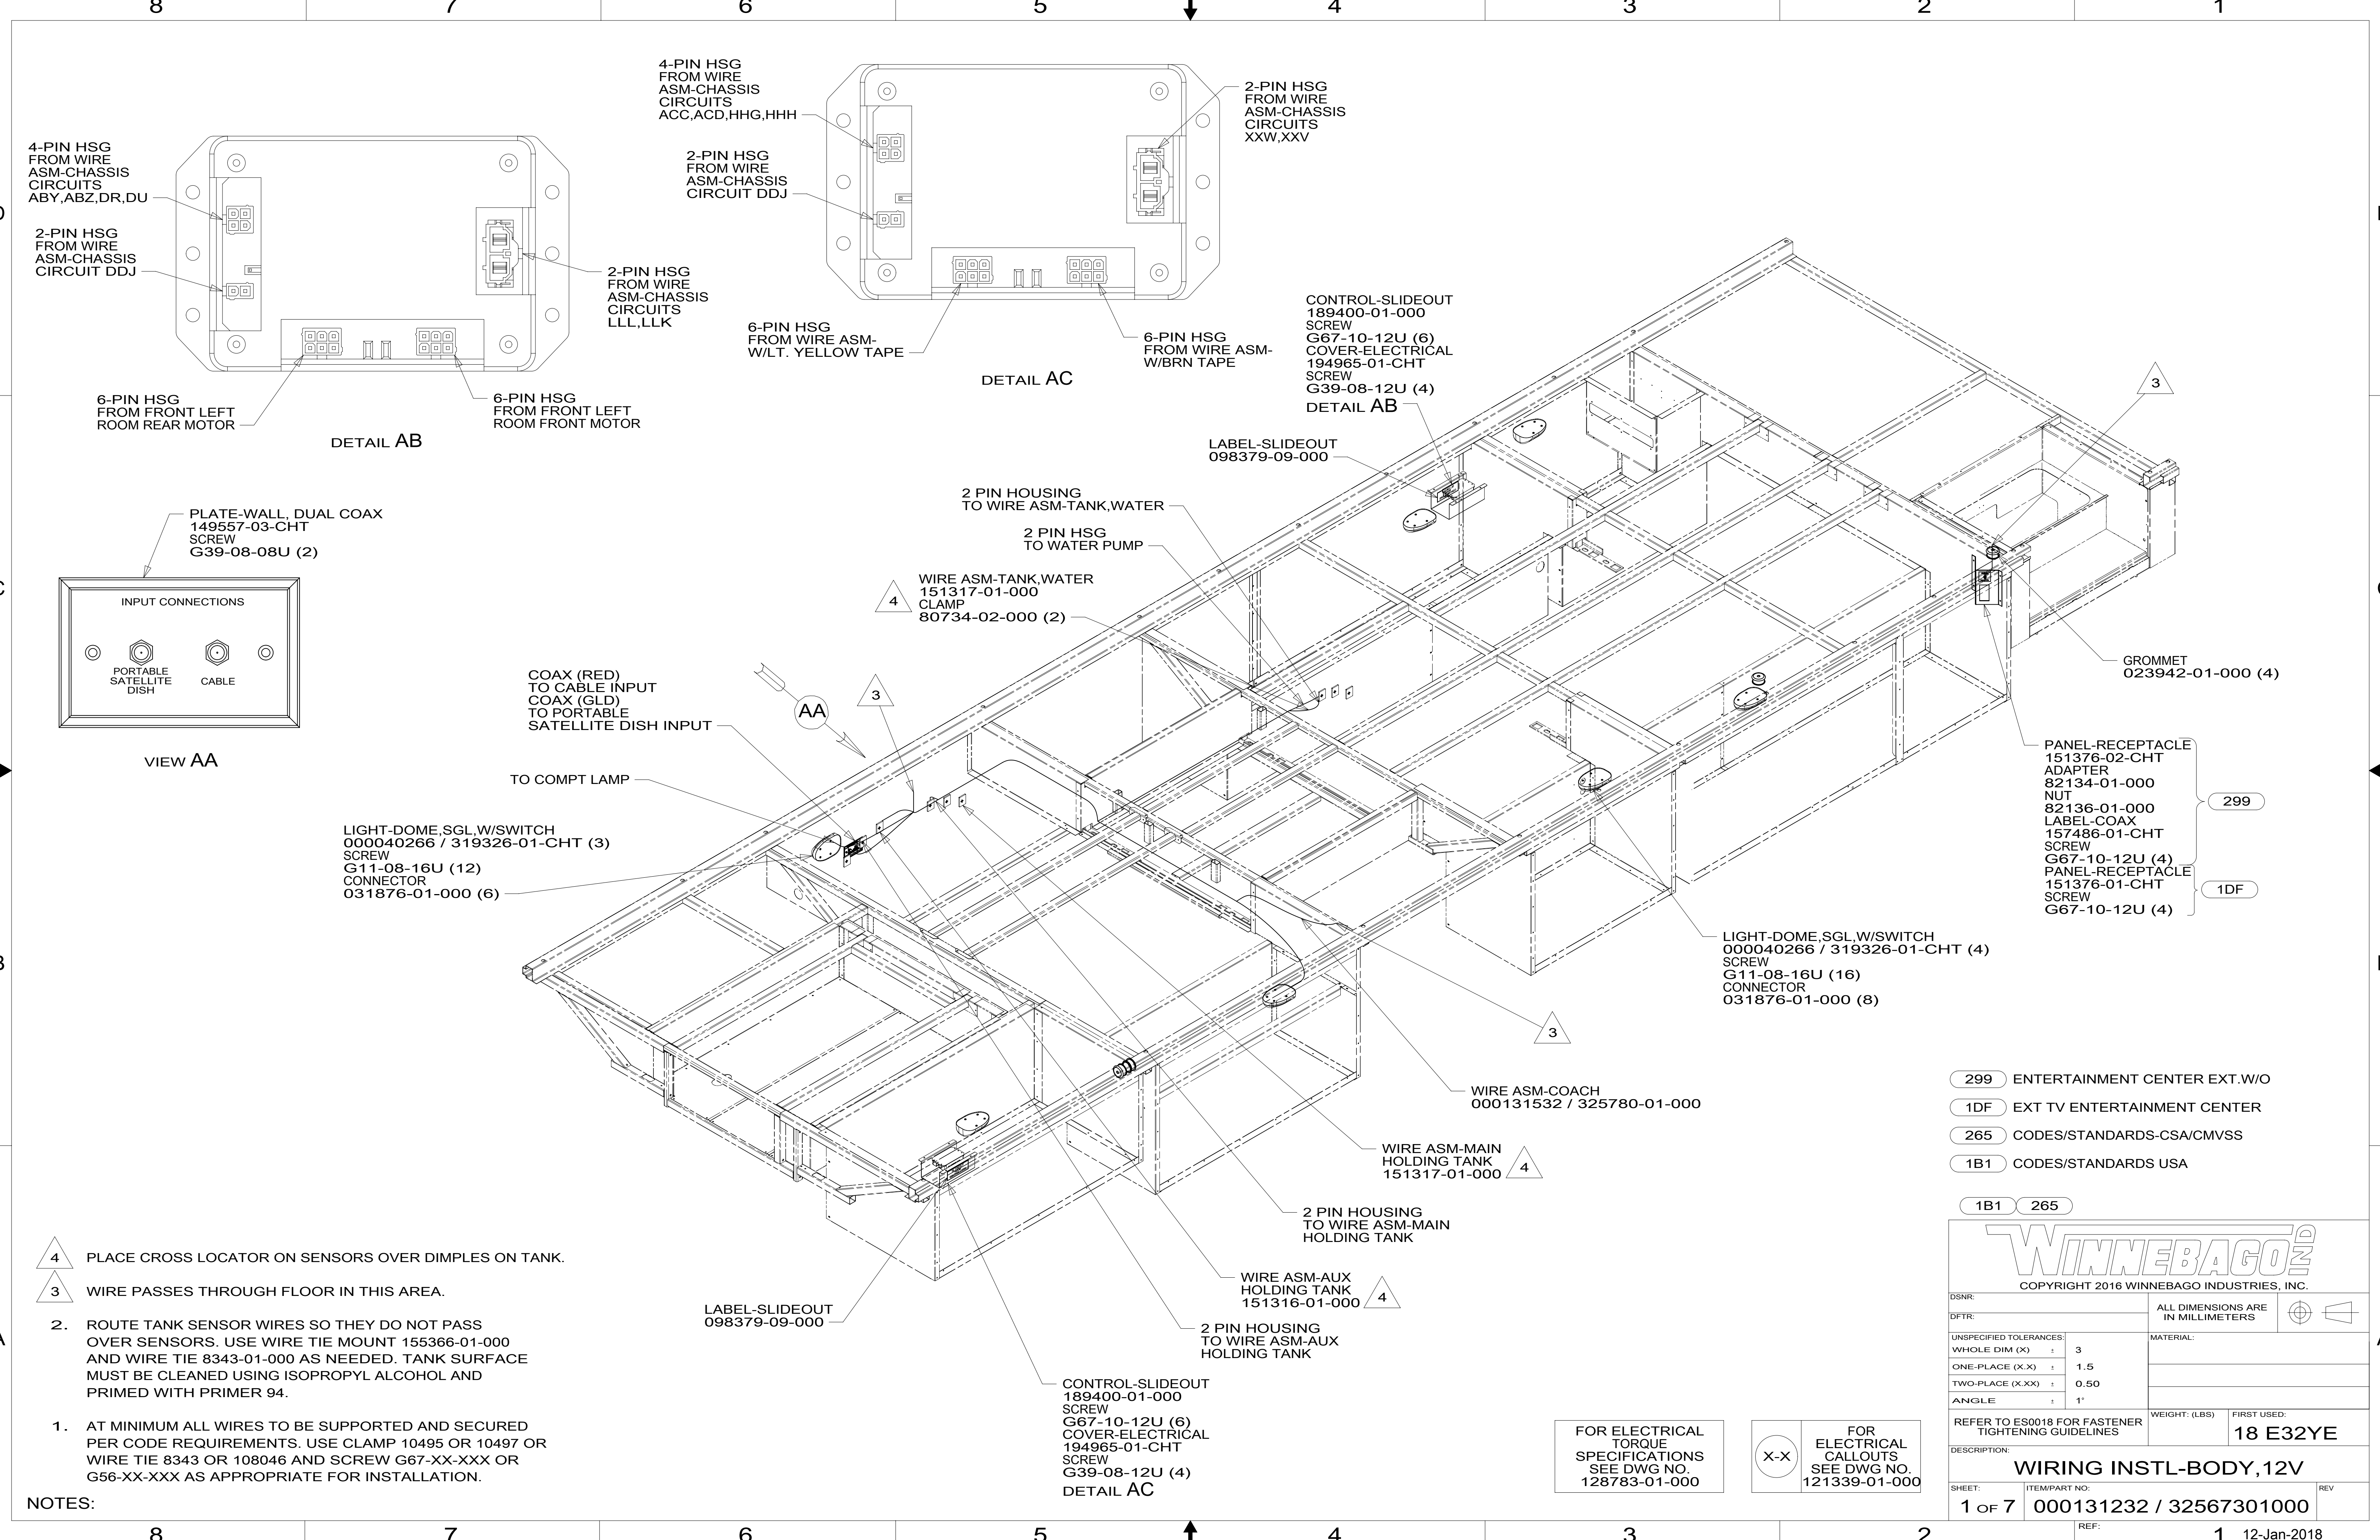 8 7 6 5 4 3 2 1
4-PIN HSG
FROM WIRE
ASM-CHASSIS
CIRCUITS
ABY,ABZ,DR,DU
2-PIN HSG
FROM WIRE
ASM-CHASSIS
CIRCUIT DDJ
2-PIN HSG
FROM WIRE
ASM-CHASSIS
CIRCUITS
LLL,LLK
6-PIN HSG
FROM FRONT LEFT
ROOM REAR MOTOR
6-PIN HSG
FROM FRONT LEFT
ROOM FRONT MOTOR
DETAIL AB
4-PIN HSG
FROM WIRE
ASM-CHASSIS
CIRCUITS
ACC,ACD,HHG,HHH
2-PIN HSG
FROM WIRE
ASM-CHASSIS
CIRCUIT DDJ
2-PIN HSG
FROM WIRE
ASM-CHASSIS
CIRCUITS
XXW,XXV
6-PIN HSG
FROM WIRE ASM-
W/LT. YELLOW TAPE
6-PIN HSG
FROM WIRE ASM-
W/BRN TAPE
DETAIL AC
CONTROL-SLIDEOUT
189400-01-000
SCREW
G67-10-12U (6)
COVER-ELECTRICAL
194965-01-CHT
SCREW
G39-08-12U (4)
DETAIL AB
LABEL-SLIDEOUT
098379-09-000
2 PIN HOUSING
TO WIRE ASM-TANK,WATER
2 PIN HSG
TO WATER PUMP
4
WIRE ASM-TANK,WATER
151317-01-000
CLAMP
80734-02-000 (2)
3
PLATE-WALL, DUAL COAX
149557-03-CHT
SCREW
G39-08-08U (2)
INPUT CONNECTIONS
PORTABLE
SATELLITE
DISH
CABLE
VIEW AA
COAX (RED)
TO CABLE INPUT
COAX (GLD)
TO PORTABLE
SATELLITE DISH INPUT
AA
3
TO COMPT LAMP
LIGHT-DOME,SGL,W/SWITCH
000040266 / 319326-01-CHT (3)
SCREW
G11-08-16U (12)
CONNECTOR
031876-01-000 (6)
GROMMET
023942-01-000 (4)
PANEL-RECEPTACLE
151376-02-CHT
ADAPTER
82134-01-000
NUT
82136-01-000
LABEL-COAX
157486-01-CHT
SCREW
G67-10-12U (4)
299
PANEL-RECEPTACLE
151376-01-CHT
SCREW
G67-10-12U (4)
1DF
LIGHT-DOME,SGL,W/SWITCH
000040266 / 319326-01-CHT (4)
SCREW
G11-08-16U (16)
CONNECTOR
031876-01-000 (8)
3
WIRE ASM-COACH
000131532 / 325780-01-000
WIRE ASM-MAIN
HOLDING TANK
151317-01-000
4
2 PIN HOUSING
TO WIRE ASM-MAIN
HOLDING TANK
WIRE ASM-AUX
HOLDING TANK
151316-01-000
4
2 PIN HOUSING
TO WIRE ASM-AUX
HOLDING TANK
LABEL-SLIDEOUT
098379-09-000
CONTROL-SLIDEOUT
189400-01-000
SCREW
G67-10-12U (6)
COVER-ELECTRICAL
194965-01-CHT
SCREW
G39-08-12U (4)
DETAIL AC
4 PLACE CROSS LOCATOR ON SENSORS OVER DIMPLES ON TANK.
3 WIRE PASSES THROUGH FLOOR IN THIS AREA.
2. ROUTE TANK SENSOR WIRES SO THEY DO NOT PASS
OVER SENSORS. USE WIRE TIE MOUNT 155366-01-000
AND WIRE TIE 8343-01-000 AS NEEDED. TANK SURFACE
MUST BE CLEANED USING ISOPROPYL ALCOHOL AND
PRIMED WITH PRIMER 94.
1. AT MINIMUM ALL WIRES TO BE SUPPORTED AND SECURED
PER CODE REQUIREMENTS. USE CLAMP 10495 OR 10497 OR
WIRE TIE 8343 OR 108046 AND SCREW G67-XX-XXX OR
G56-XX-XXX AS APPROPRIATE FOR INSTALLATION.
NOTES:
FOR ELECTRICAL
TORQUE
SPECIFICATIONS
SEE DWG NO.
128783-01-000
X-X
FOR
ELECTRICAL
CALLOUTS
SEE DWG NO.
121339-01-000
299 ENTERTAINMENT CENTER EXT.W/O
1DF EXT TV ENTERTAINMENT CENTER
265 CODES/STANDARDS-CSA/CMVSS
1B1 CODES/STANDARDS USA
1B1 265
WINNEBAGO IND
COPYRIGHT 2016 WINNEBAGO INDUSTRIES, INC.
DSNR:
DFTR:
ALL DIMENSIONS ARE
IN MILLIMETERS
UNSPECIFIED TOLERANCES:
WHOLE DIM (X) ± 3
ONE-PLACE (X.X) ± 1.5
TWO-PLACE (X.XX) ± 0.50
ANGLE ± 1°
MATERIAL:
REFER TO ES0018 FOR FASTENER
TIGHTENING GUIDELINES
WEIGHT: (LBS)
FIRST USED:
18 E32YE
DESCRIPTION:
WIRING INSTL-BODY,12V
SHEET:
1 OF 7
ITEM/PART NO:
000131232 / 32567301000
REV
REF:
8 7 6 5 4 3 2 1
12-Jan-2018